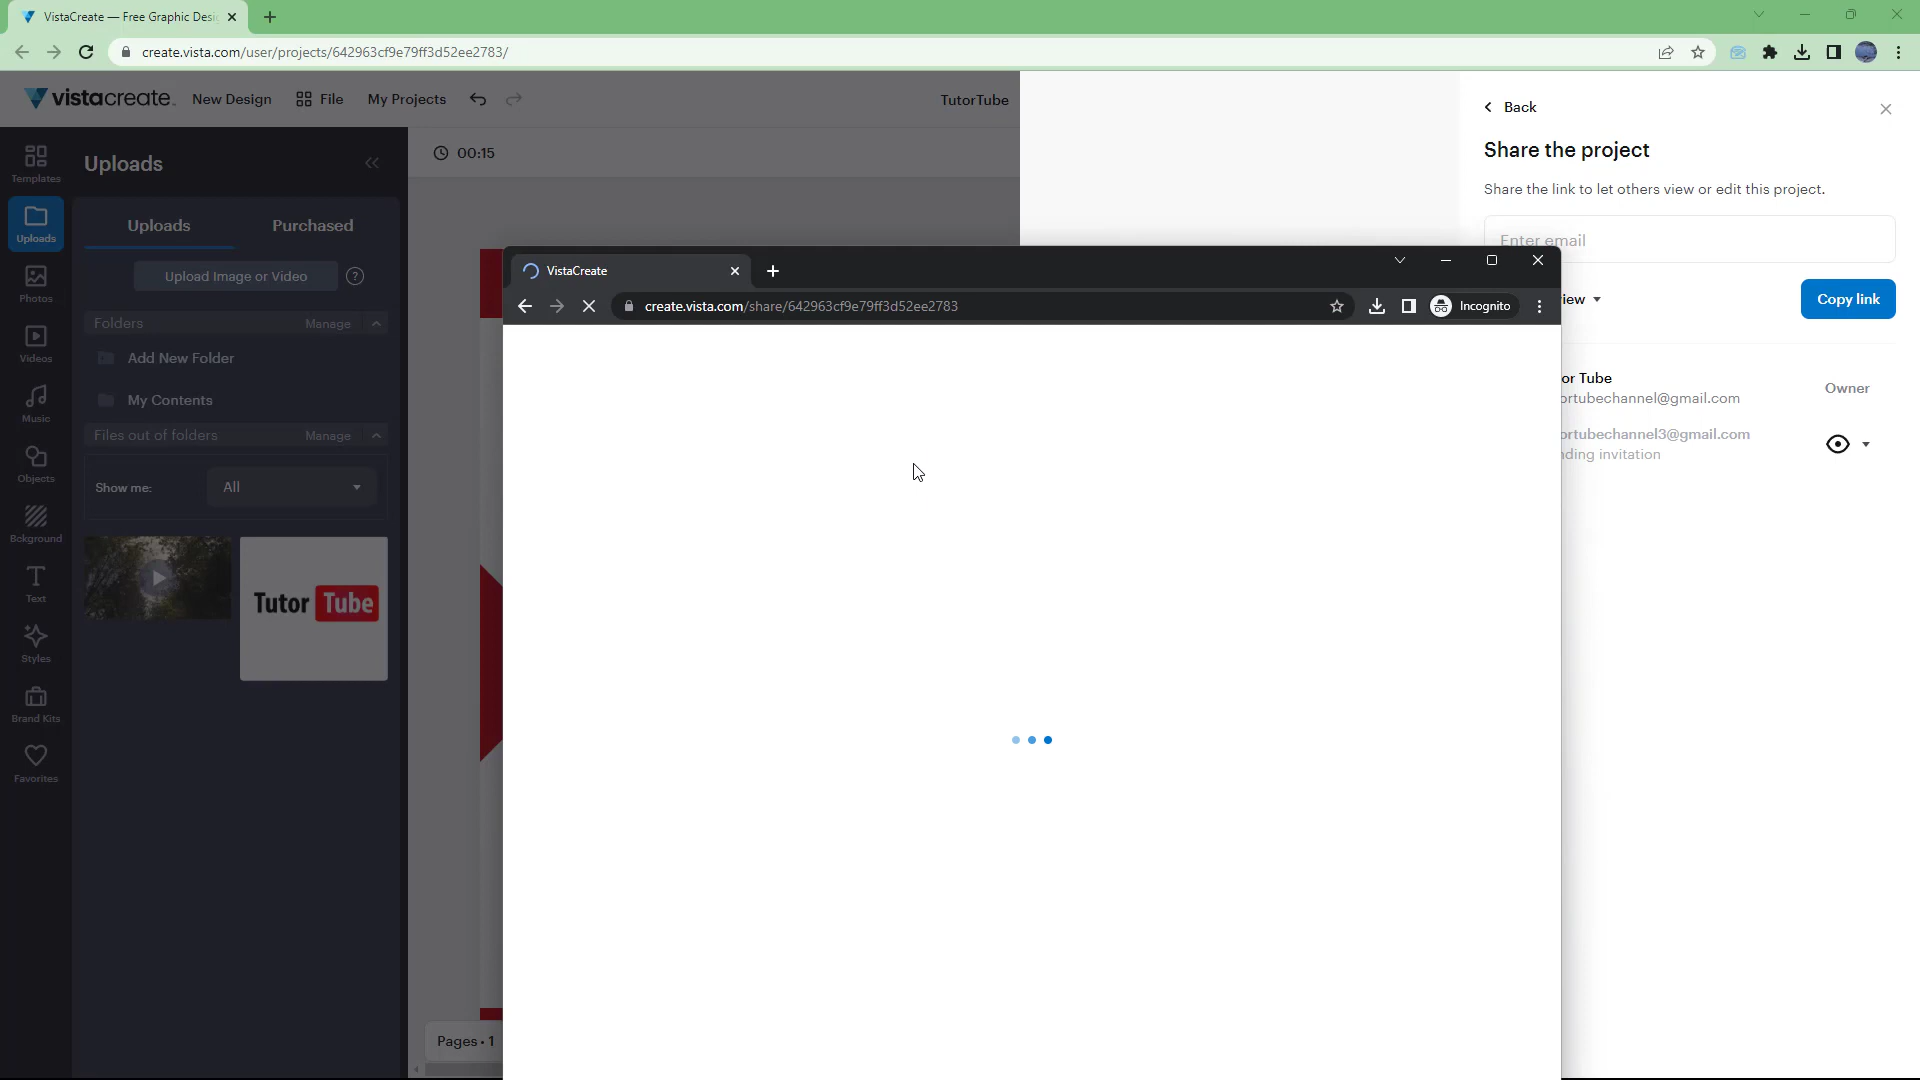 VistaCreate — Free Graphic Desi
create.vista.com/user/projects/642963cf9e79ff3d52ee2783/
vistacreate
New Design
File
My Projects
TutorTube
Back
Share the project
Share the link to let others view or edit this project.
Enter email
iew
Copy link
or Tube
ortubechannel@gmail.com
Owner
ortubechannel3@gmail.com
nding invitation
Templates
Uploads
Photos
Videos
Music
Objects
Bckground
Text
Styles
Brand Kits
Favorites
Uploads
Uploads
Purchased
Upload Image or Video
?
Folders
Manage
Add New Folder
My Contents
Files out of folders
Manage
Show me:
All
Tutor Tube
00:15
Pages • 1
VistaCreate
create.vista.com/share/642963cf9e79ff3d52ee2783
Incognito